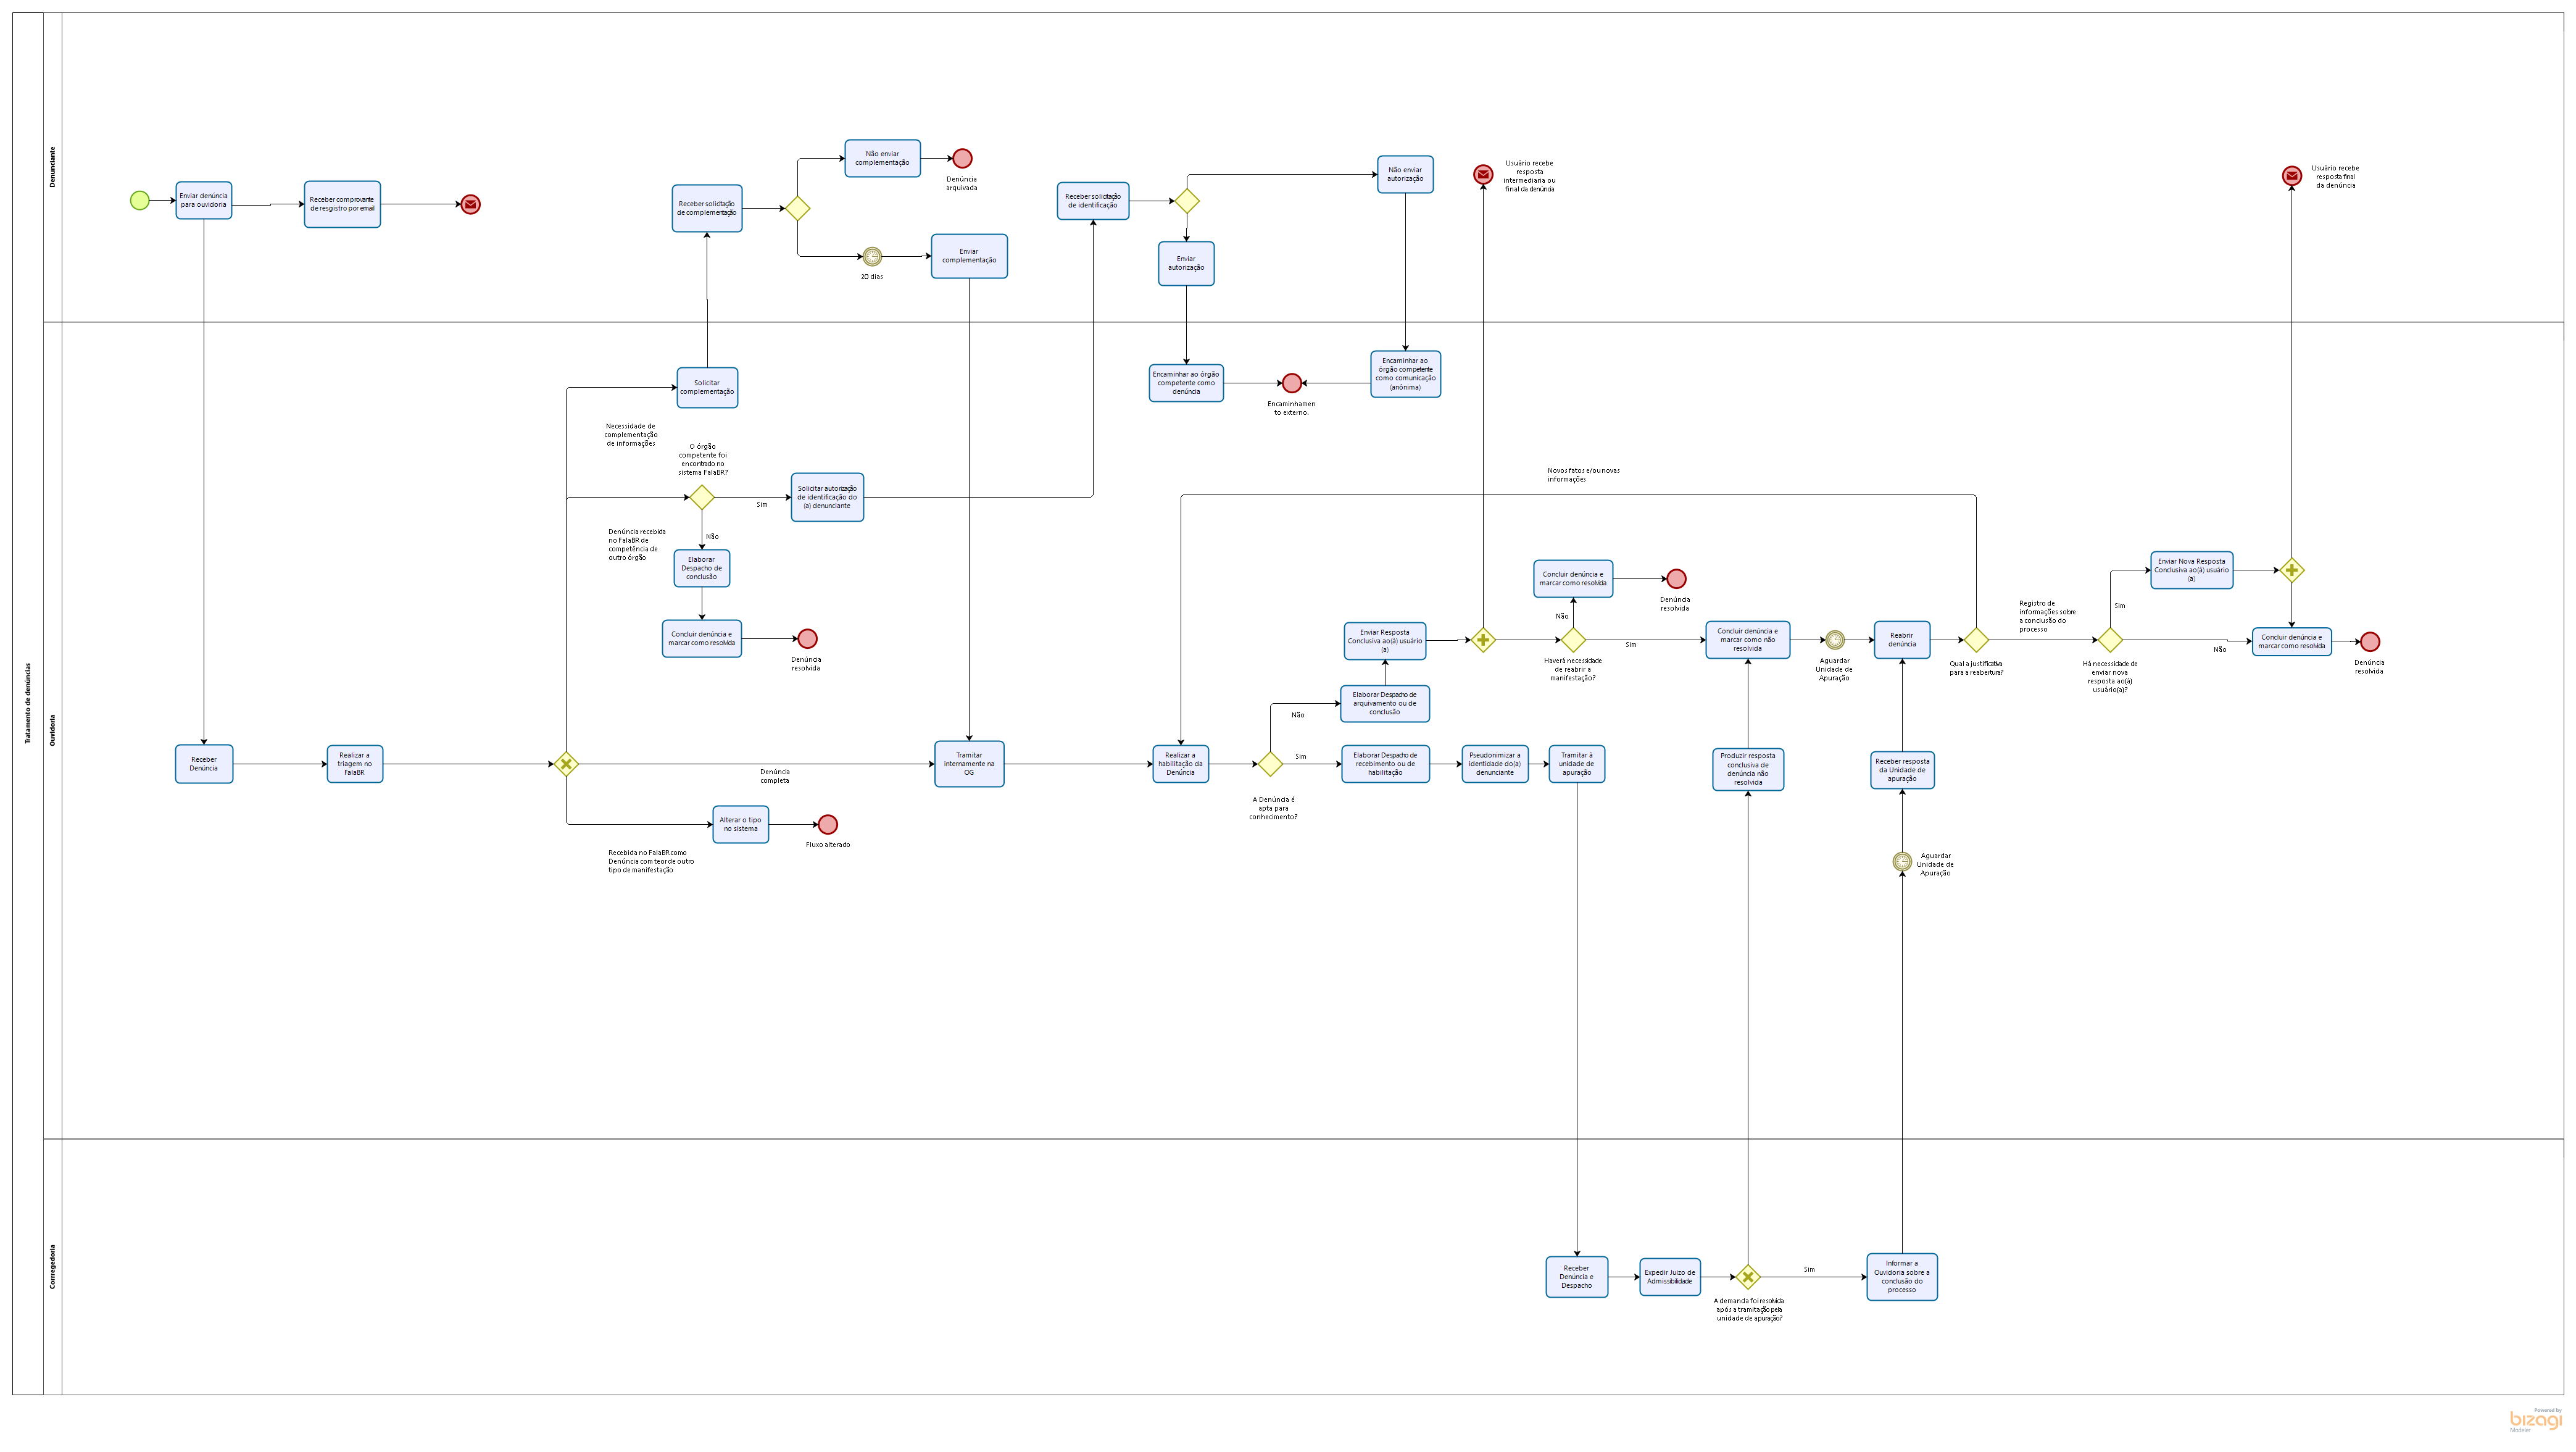 Tratamento de denúncias
Denunciante
Enviar denúncia
para ouvidoria
Receber comprovante
de resgistro por email
Receber solicitação
de complementação
Não enviar
complementação
Denúncia
arquivada
20 dias
Enviar
complementação
Receber solicitação
de identificação
Enviar
autorização
Não enviar
autorização
Usuário recebe
resposta
intermediaria ou
final da denúnda
Usuário recebe
resposta final
da denúncia
Ouvidoria
Solicitar
complementação
Necessidade de
complementação
de informações
O órgão
competente foi
encontrado no
sistema FalaBR?
Sim
Solicitar autorização
de identificação do
(a) denunciante
Denúncia recebida
no FalaBR de
competência de
outro órgão
Não
Elaborar
Despacho de
conclusão
Concluir denúncia e
marcar como resolvida
Denúncia
resolvida
Encaminhar ao órgão
competente como
denúncia
Encaminhamen
to externo.
Encaminhar ao
órgão competente
como comunicação
(anônima)
Novos fatos e/ou novas
informações
Receber
Denúncia
Realizar a
triagem no
FalaBR
Denúncia
completa
Alterar o tipo
no sistema
Fluxo alterado
Recebida no FalaBR como
Denúncia com teor de outro
tipo de manifestação
Tramitar
internamente na
OG
Realizar a
habilitação da
Denúncia
A Denúncia é
apta para
conhecimento?
Não
Sim
Elaborar Despacho de
arquivamento ou de
conclusão
Enviar Resposta
Conclusiva ao(à) usuário
(a)
Elaborar Despacho de
recebimento ou de
habilitação
Pseudonimizar a
identidade do(a)
denunciante
Tramitar à
unidade de
apuração
Haverá necessidade
de reabrir a
manifestação?
Não
Concluir denúncia e
marcar como resolvida
Denúncia
resolvida
Sim
Concluir denúncia e
marcar como não
resolvida
Aguardar
Unidade de
Apuração
Reabrir
denúncia
Qual a justificativa
para a reabertura?
Registro de
informações sobre
a conclusão do
processo
Há necessidade de
enviar nova
resposta ao(à)
usuário(a)?
Sim
Enviar Nova Resposta
Conclusiva ao(à) usuário
(a)
Não
Concluir denúncia e
marcar como resolvida
Denúncia
resolvida
Produzir resposta
conclusiva de
denúncia não
resolvida
Receber resposta
da Unidade de
apuração
Aguardar
Unidade de
Apuração
Corrregedoria
Receber
Denúncia e
Despacho
Expedir Juízo de
Admissibilidade
A demanda foi resolvida
após a tramitação pela
unidade de apuração?
Sim
Informar a
Ouvidoria sobre a
conclusão do
processo
Powered by
bizagi
Modeler